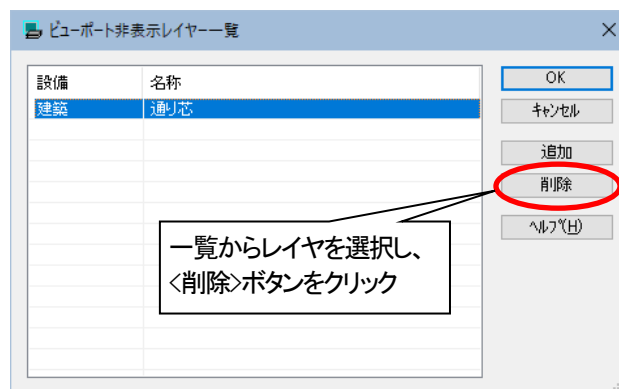 ビューポート非表示レイヤー一覧
設備 名称
建築 通り芯
OK
キャンセル
追加
削除
ヘルプ(H)
一覧からレイヤを選択し、
<削除>ボタンをクリック